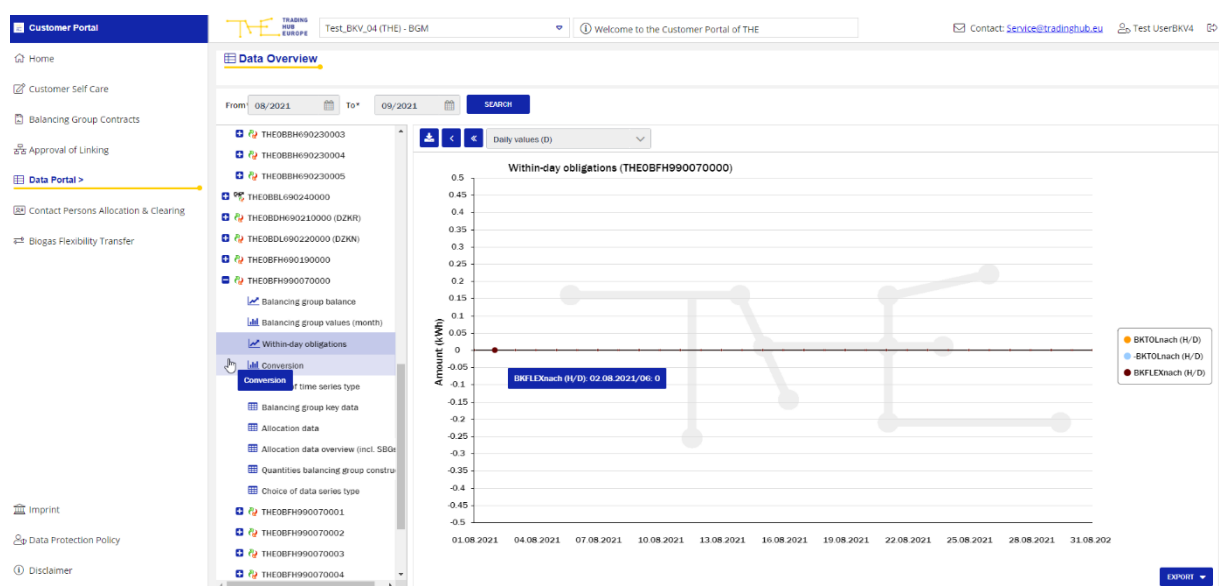 Customer Portal
TRADING
HUB
EUROPE
Test_BKV_04 (THE) - BGM
Welcome to the Customer Portal of THE
Contact: Service@tradinghub.eu
Test UserBKV4
Home
Customer Self Care
Balancing Group Contracts
Approval of Linking
Data Portal >
Contact Persons Allocation & Clearing
Biogas Flexibility Transfer
Imprint
Data Protection Policy
Disclaimer
Data Overview
From* 08/2021 To* 09/2021 SEARCH
THE0BBH690230003
THE0BBH690230004
THE0BBH690230005
THE0BBL690240000
THE0BDH690210000 (DZKR)
THE0BDL690220000 (DZKN)
THE0BFH690190000
THE0BFH990070000
Balancing group balance
Balancing group values (month)
Within-day obligations
Conversion
Conversion
of time series type
Balancing group key data
Allocation data
Allocation data overview (incl. SBGs
Quantities balancing group constru
Choice of data series type
THE0BFH990070001
THE0BFH990070002
THE0BFH990070003
THE0BFH990070004
Daily values (D)
Within-day obligations (THE0BFH990070000)
Amount (kWh)
0.5
0.45
0.4
0.35
0.3
0.25
0.2
0.15
0.1
0.05
0
-0.05
-0.1
-0.15
-0.2
-0.25
-0.3
-0.35
-0.4
-0.45
-0.5
BKFLEXnach (H/D): 02.08.2021/06: 0
01.08.2021 04.08.2021 07.08.2021 10.08.2021 13.08.2021 16.08.2021 19.08.2021 22.08.2021 25.08.2021 28.08.2021 31.08.202
BKTOLnach (H/D)
-BKTOLnach (H/D)
BKFLEXnach (H/D)
EXPORT